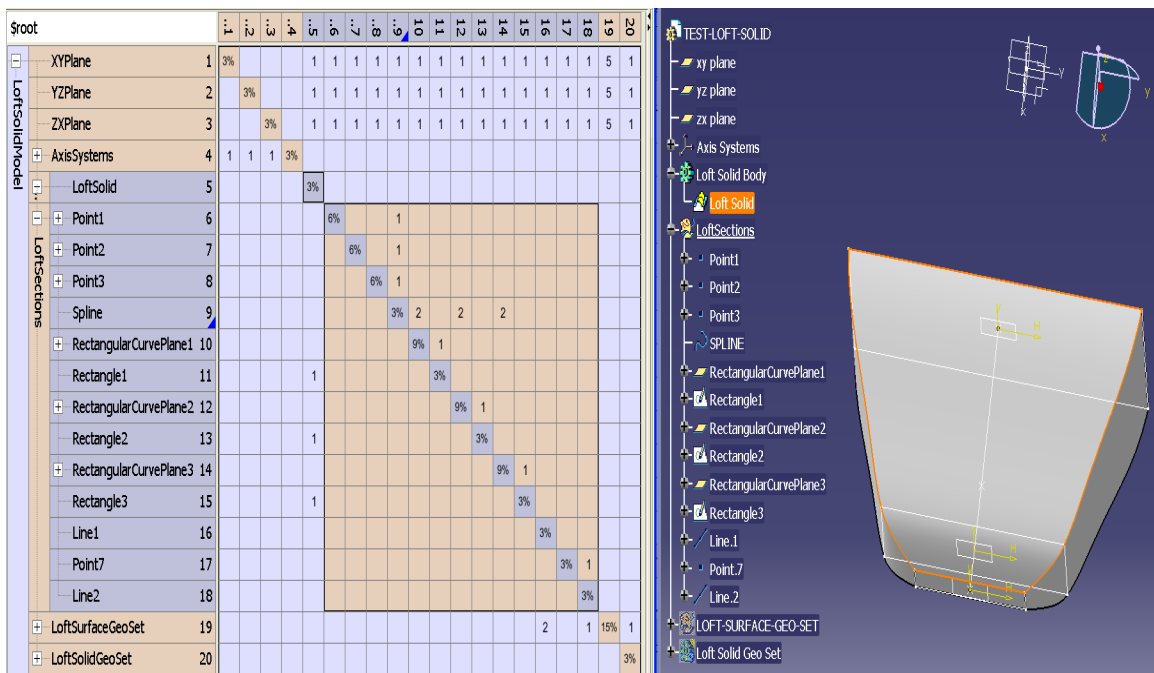 $root ..1 ..2 ..3 ..4 ..5 ..6 ..7 ..8 ..9 10 11 12 13 14 15 16 17 18 19 20
LoftSolidModel
XYPlane 1 3% 1 1 1 1 1 1 1 1 1 1 1 1 1 1 5 1
YZPlane 2 3% 1 1 1 1 1 1 1 1 1 1 1 1 1 1 5 1
ZXPlane 3 3% 1 1 1 1 1 1 1 1 1 1 1 1 1 1 5 1
AxisSystems 4 1 1 1 3%
LoftSolid 5 3%
LoftSections
Point1 6 6% 1
Point2 7 6% 1
Point3 8 6% 1
Spline 9 3% 2 2 2
RectangularCurvePlane1 10 9% 1
Rectangle1 11 1 3%
RectangularCurvePlane2 12 9% 1
Rectangle2 13 1 3%
RectangularCurvePlane3 14 9% 1
Rectangle3 15 1 3%
Line1 16 3%
Point7 17 3% 1
Line2 18 3%
LoftSurfaceGeoSet 19 2 1 15% 1
LoftSolidGeoSet 20 3%
TEST-LOFT-SOLID
xy plane
yz plane
zx plane
Axis Systems
Loft Solid Body
Loft Solid
LoftSections
Point1
Point2
Point3
SPLINE
RectangularCurvePlane1
Rectangle1
RectangularCurvePlane2
Rectangle2
RectangularCurvePlane3
Rectangle3
Line.1
Point.7
Line.2
LOFT-SURFACE-GEO-SET
Loft Solid Geo Set
y
x
z
y
x
V
H
H
H